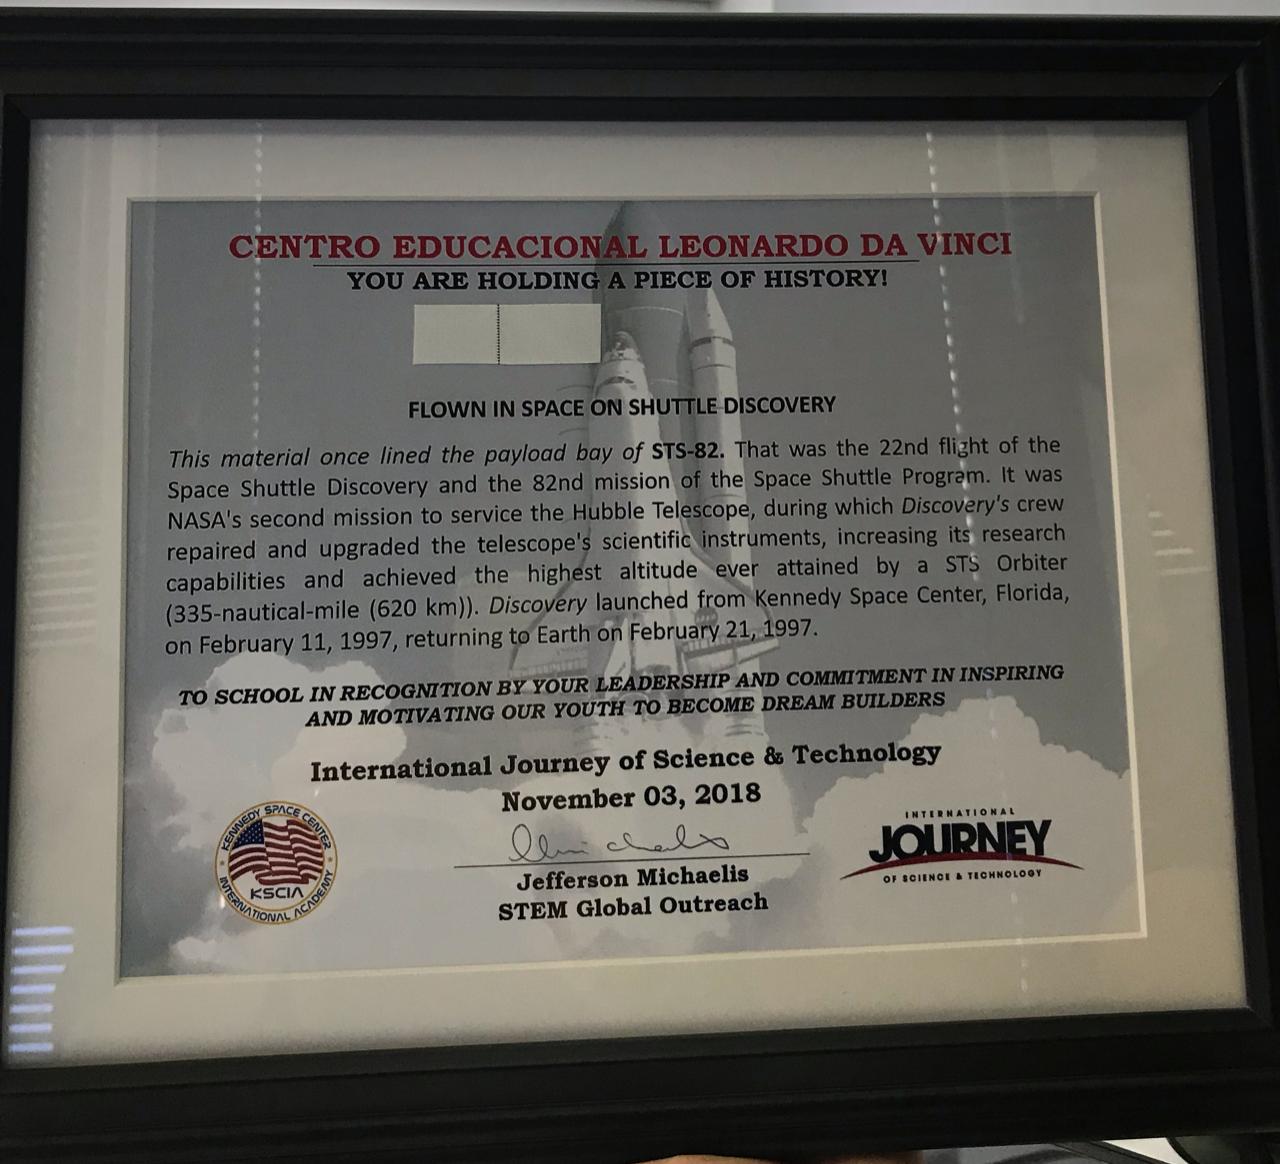 CENTRO EDUCACIONAL LEONARDO DA VINCI
YOU ARE HOLDING A PIECE OF HISTORY!
FLOWN IN SPACE ON SHUTTLE DISCOVERY
This material once lined the payload bay of STS-82. That was the 22nd flight of the
Space Shuttle Discovery and the 82nd mission of the Space Shuttle Program. It was
NASA's second mission to service the Hubble Telescope, during which Discovery's crew
repaired and upgraded the telescope's scientific instruments, increasing its research
capabilities and achieved the highest altitude ever attained by a STS Orbiter
(335-nautical-mile (620 km)). Discovery launched from Kennedy Space Center, Florida,
on February 11, 1997, returning to Earth on February 21, 1997.
TO SCHOOL IN RECOGNITION BY YOUR LEADERSHIP AND COMMITMENT IN INSPIRING
AND MOTIVATING OUR YOUTH TO BECOME DREAM BUILDERS
International Journey of Science & Technology
November 03, 2018
Jefferson Michaelis
STEM Global Outreach
KENNEDY SPACE CENTER
KSCIA
INTERNATIONAL ACADEMY
INTERNATIONAL
JOURNEY
OF SCIENCE & TECHNOLOGY